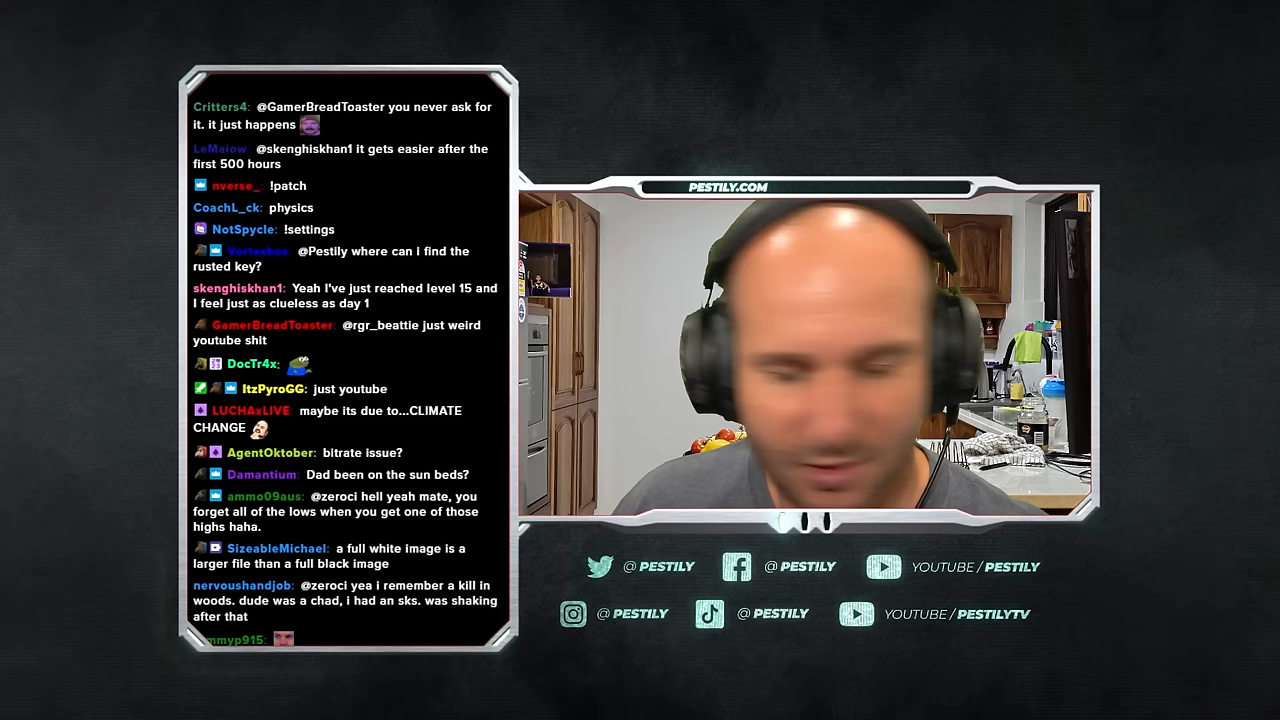 Critters4: @GamerBreadToaster you never ask for
it. it just happens
LeMaiow @skenghiskhan1 it gets easier after the
first 500 hours
nverse_: !patch
CoachL_ck: physics
NotSpycle: !settings
@Pestily where can i find the
rusted key?
skenghiskhan1: Yeah I've just reached level 15 and
I feel just as clueless as day 1
GamerBreadToaster: @rgr_beattie just weird
youtube shit
DocTr4x:
ItzPyroGG: just youtube
LUCHAxLIVE: maybe its due to...CLIMATE
CHANGE
AgentOktober: bitrate issue?
Damantium: Dad been on the sun beds?
ammo09aus: @zeroci hell yeah mate, you
forget all of the lows when you get one of those
highs haha.
SizeableMichael: a full white image is a
larger file than a full black image
nervoushandjob: @zeroci yea i remember a kill in
woods. dude was a chad, i had an sks. was shaking
after that
mmyp915:
PESTILY.COM
@PESTILY @PESTILY YOUTUBE/PESTILY
@PESTILY @PESTILY YOUTUBE/PESTILYTV